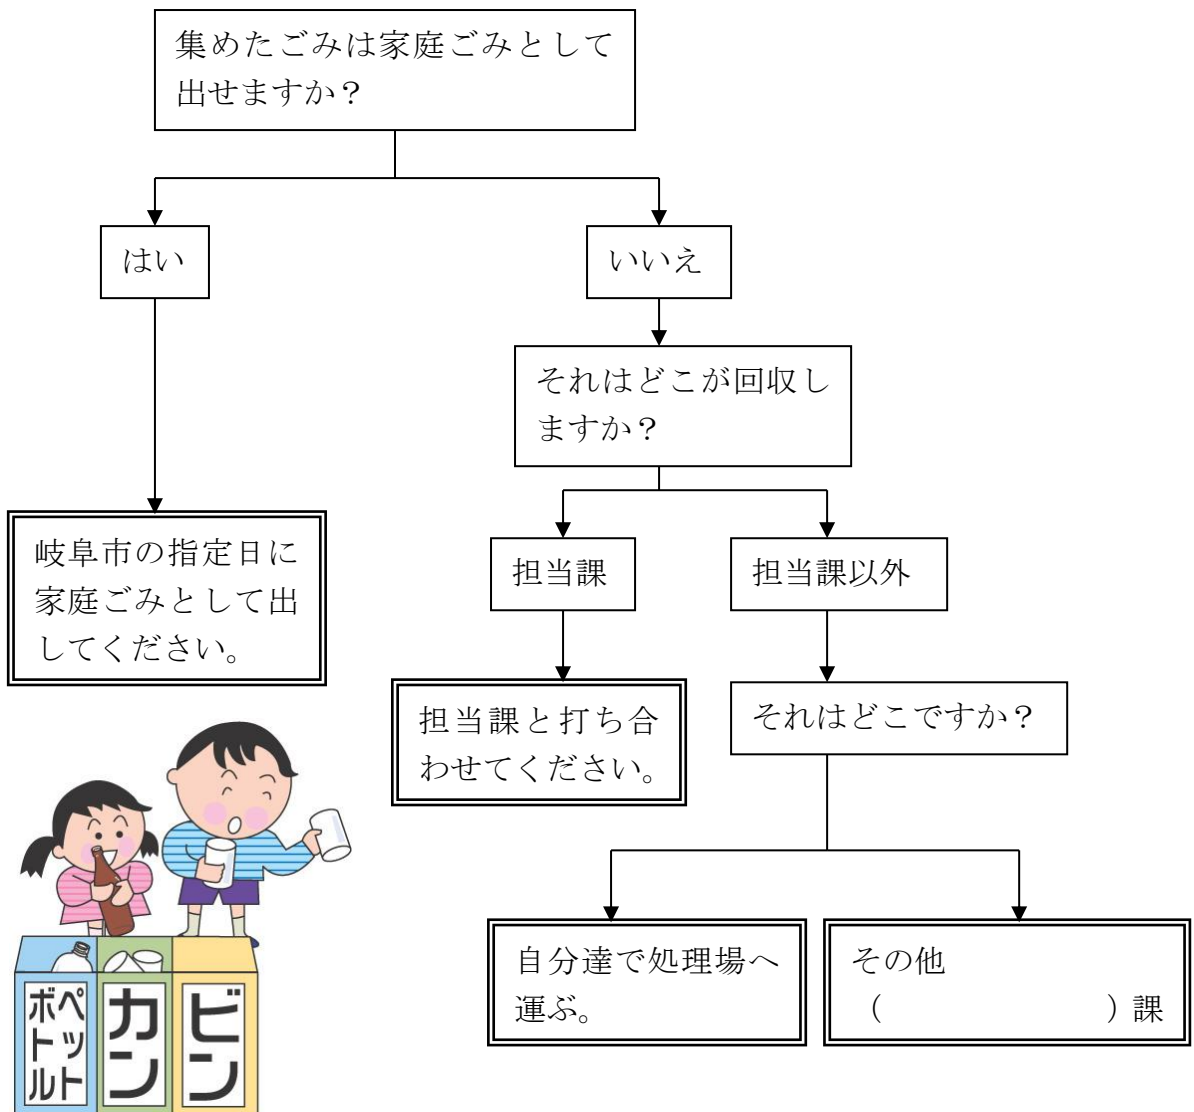 集めたごみは家庭ごみとして
出せますか？
はい
いいえ
それはどこが回収し
ますか？
担当課
担当課以外
岐阜市の指定日に
家庭ごみとして出
してください。
担当課と打ち合
わせてください。
それはどこですか？
自分達で処理場へ
運ぶ。
その他
（　　　　　　　）課
ペット
ボトル
カン
ビン